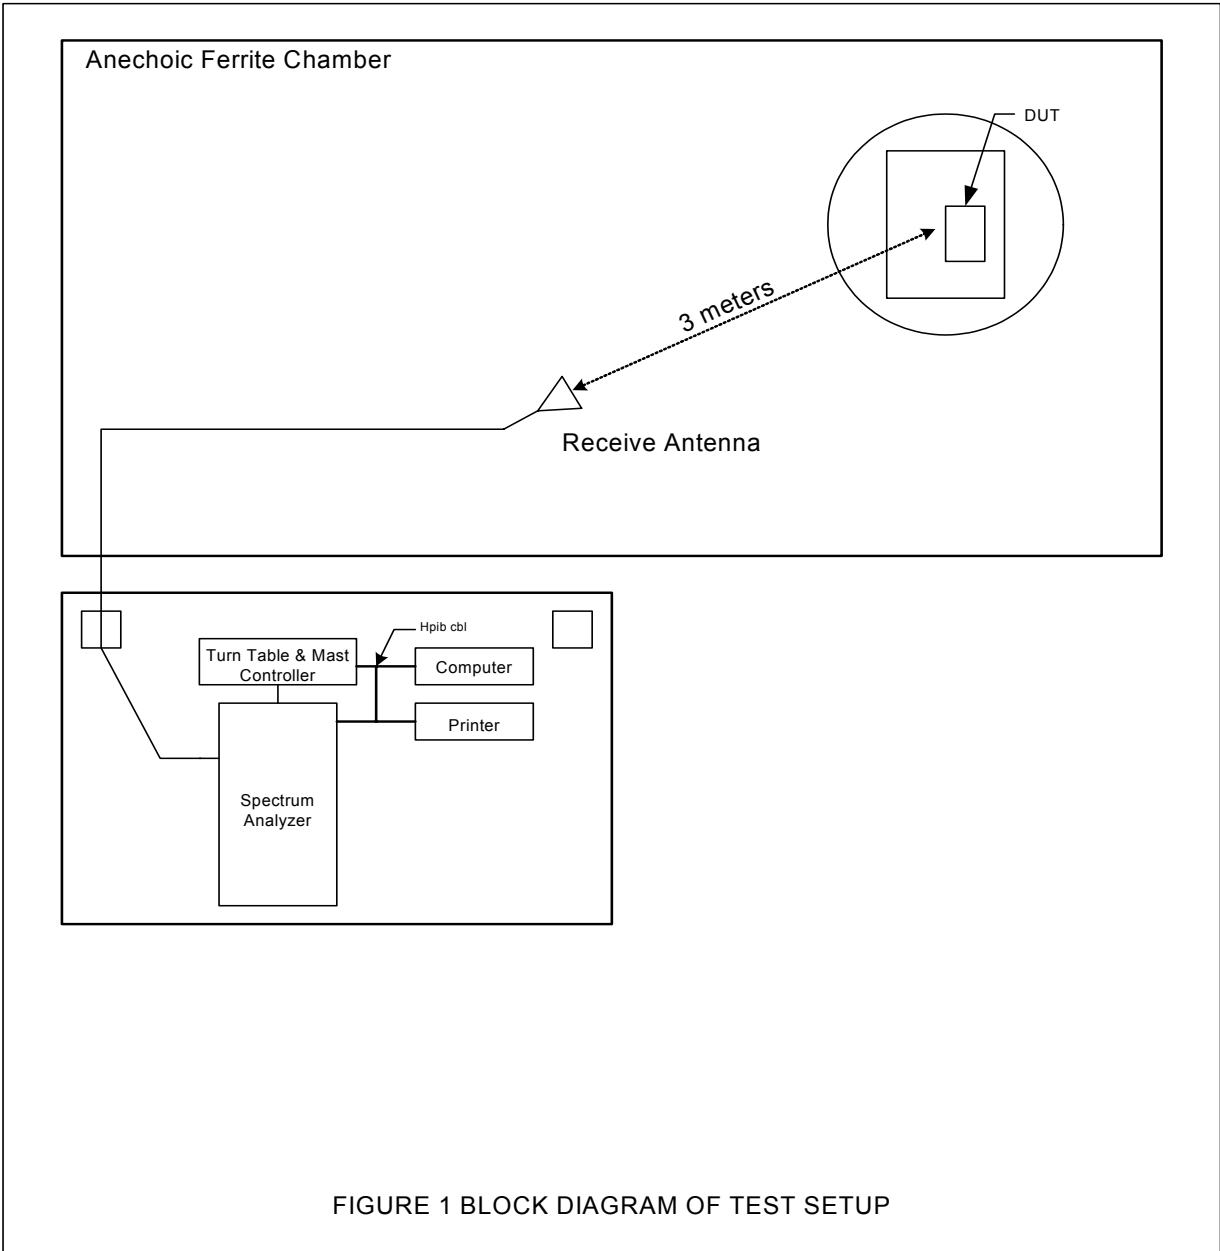 Anechoic Ferrite Chamber
DUT
3 meters
Receive Antenna
Hpib cbl
Turn Table & Mast
Controller
Computer
Printer
Spectrum
Analyzer
FIGURE 1 BLOCK DIAGRAM OF TEST SETUP